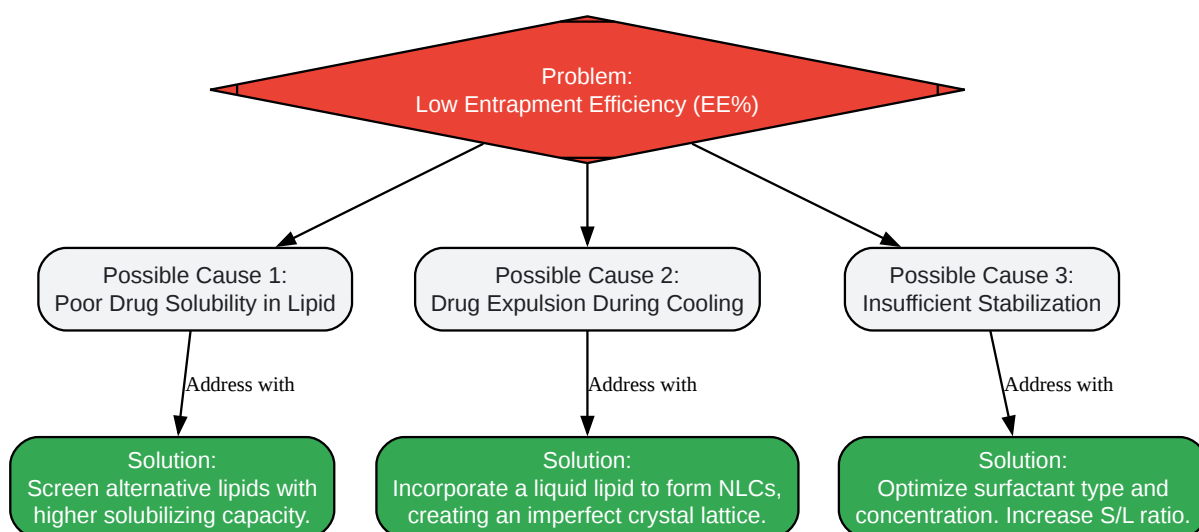 Problem:
Low Entrapment Efficiency (EE%)
Possible Cause 1:
Poor Drug Solubility in Lipid
Possible Cause 2:
Drug Expulsion During Cooling
Possible Cause 3:
Insufficient Stabilization
Address with
Address with
Address with
Solution:
Screen alternative lipids with
higher solubilizing capacity.
Solution:
Incorporate a liquid lipid to form NLCs,
creating an imperfect crystal lattice.
Solution:
Optimize surfactant type and
concentration. Increase S/L ratio.